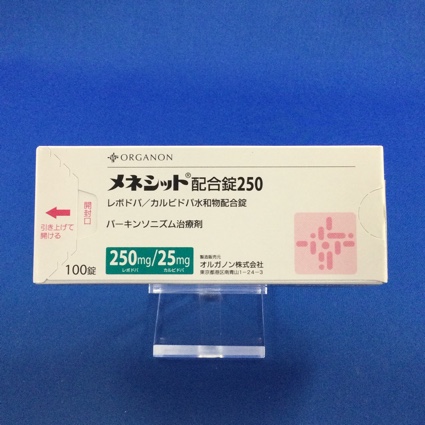 ORGANON
メネシット®配合錠250
レボドパ/カルビドパ水和物配合錠
パーキンソニズム治療剤
開封口
引き上げて
開ける
100錠
250mg/25mg
レボドパ カルビドパ
製造販売元
オルガノン株式会社
東京都港区南青山1-24-3